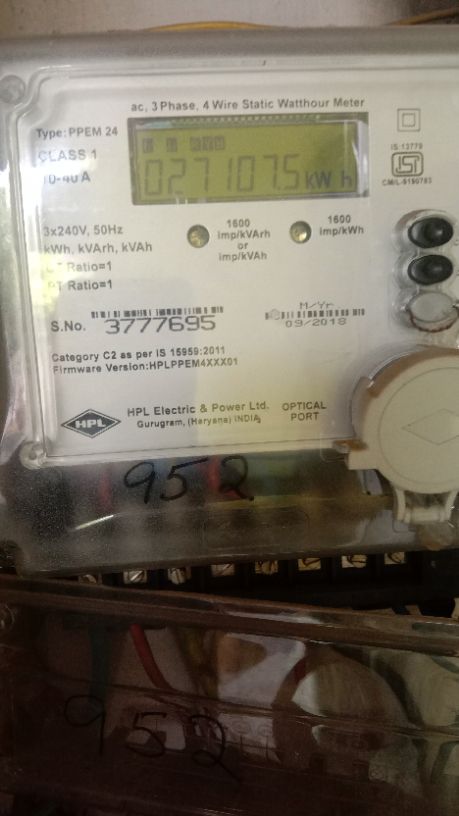 ac, 3 Phase, 4 Wire Static Watthour Meter
Type: PPEM 24
CLASS 1
10-40 A
027107.5 kW h
IS:13779
CM/L-9190793
3x240V, 50Hz
kWh, kVArh, kVAh
CT Ratio=1
PT Ratio=1
1600
imp/kVArh
or
imp/kVAh
1600
imp/kWh
S.No. 3777695
M/Yr
09/2018
Category C2 as per IS 15959:2011
Firmware Version:HPLPPEM4XXX01
HPL
HPL Electric & Power Ltd.
Gurugram, (Haryana) INDIA
OPTICAL
PORT
952
952